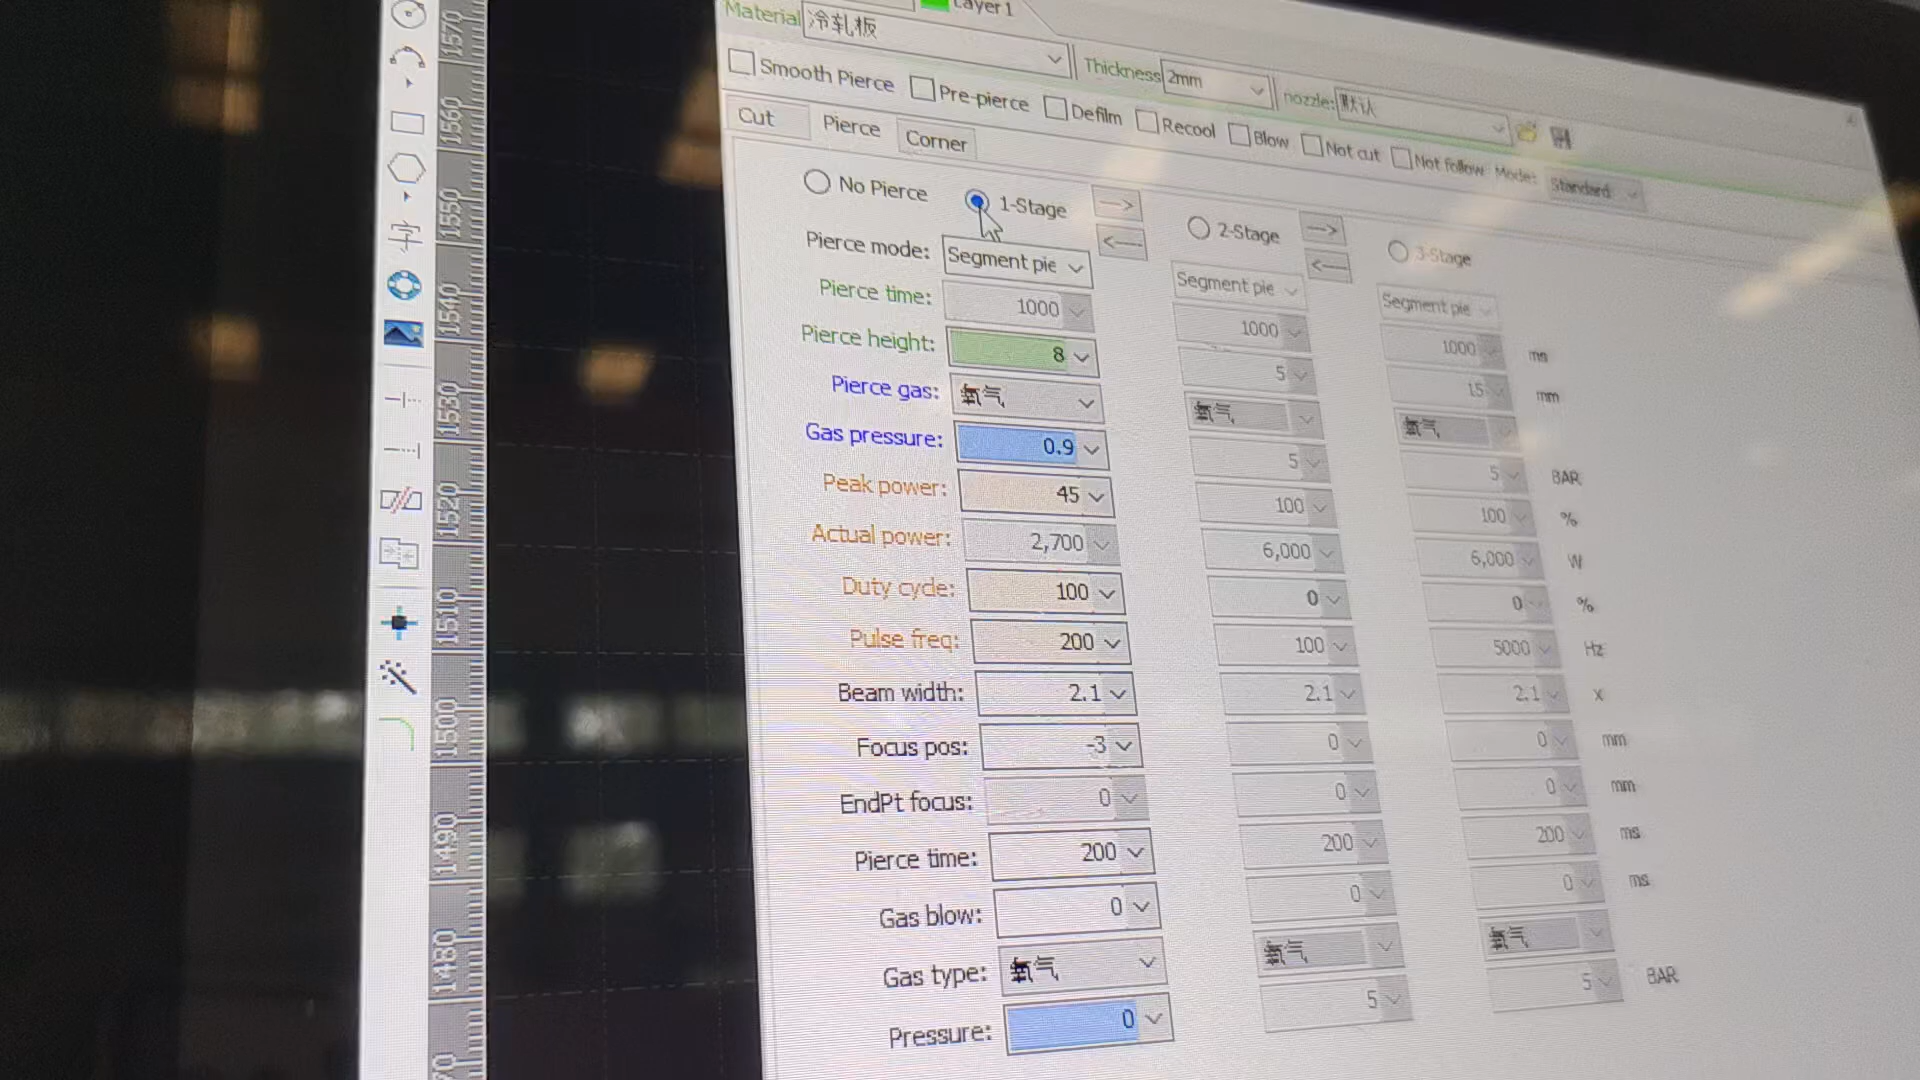 Layer1
Material 冷轧板 Thickness 2mm nozzle: 默认
Smooth Pierce Pre-pierce Defilm Recool Blow Not cut Not follow Mode: Standard
Cut Pierce Corner
No Pierce 1-Stage --> <-- 2-Stage --> <-- 3-Stage
Pierce mode: Segment pie Segment pie Segment pie
Pierce time: 1000 1000 1000 ms
Pierce height: 8 5 15 mm
Pierce gas: 氧气 氧气 氧气
Gas pressure: 0.9 5 5 BAR
Peak power: 45 100 100 %
Actual power: 2,700 6,000 6,000 W
Duty cycle: 100 0 0 %
Pulse freq: 200 100 5000 Hz
Beam width: 2.1 2.1 2.1 x
Focus pos: -3 0 0 mm
EndPt focus: 0 0 0 mm
Pierce time: 200 200 200 ms
Gas blow: 0 0 0 ms
Gas type: 氧气 氧气 氧气
Pressure: 0 5 5 BAR
1570
1560
1550
1540
1530
1520
1510
1500
1490
1480